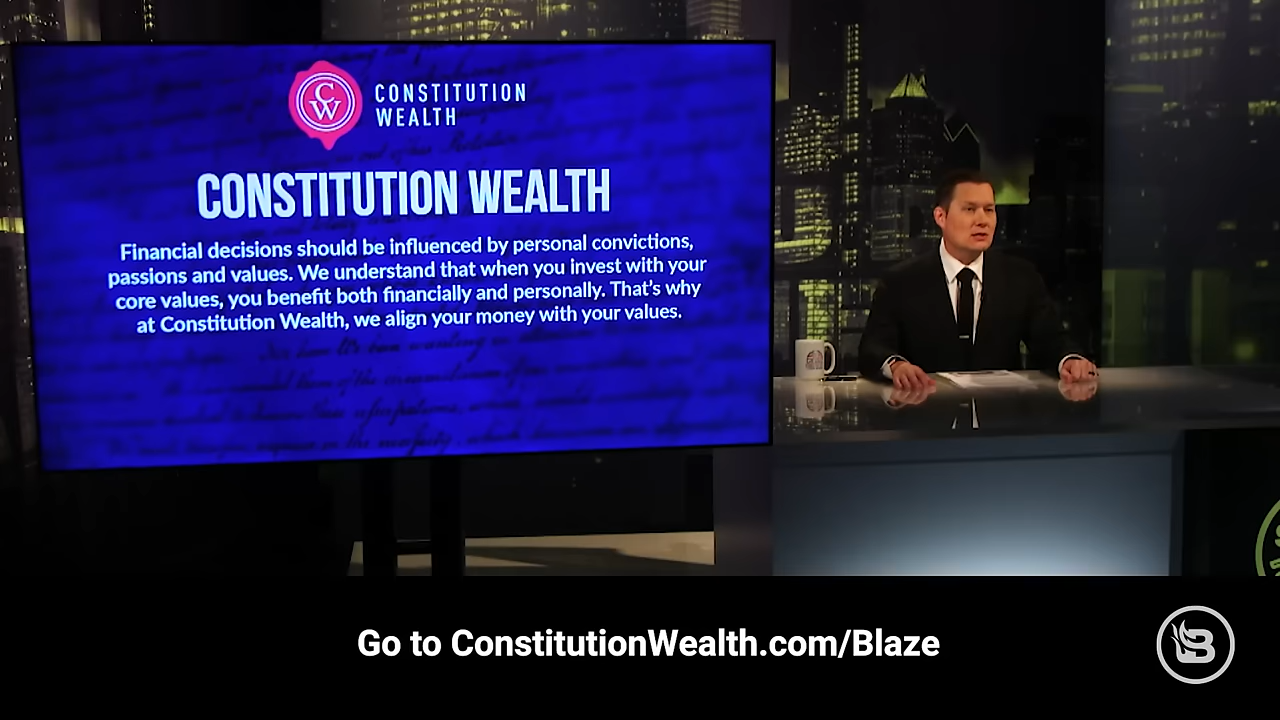 CW
CONSTITUTION
WEALTH
CONSTITUTION WEALTH
Financial decisions should be influenced by personal convictions,
passions and values. We understand that when you invest with your
core values, you benefit both financially and personally. That's why
at Constitution Wealth, we align your money with your values.
Go to ConstitutionWealth.com/Blaze
B